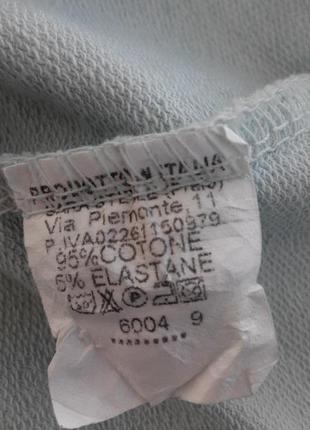 PRODOTTO IN ITALIA
Via Piemonte 11
P.IVA02261150979
95% COTONE
5% ELASTANE
6004 9